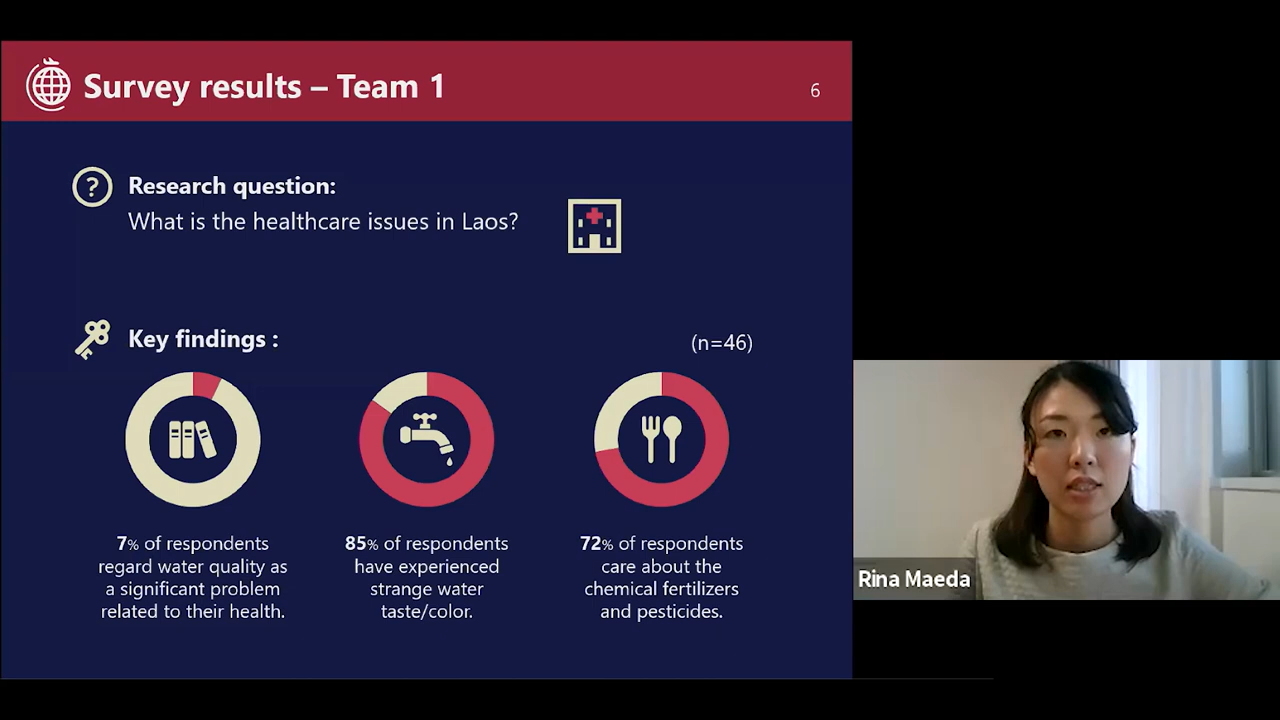 Survey results – Team 1
6
?
Research question:
What is the healthcare issues in Laos?
Key findings :
(n=46)
7% of respondents
regard water quality as
a significant problem
related to their health.
85% of respondents
have experienced
strange water
taste/color.
72% of respondents
care about the
chemical fertilizers
and pesticides.
Rina Maeda